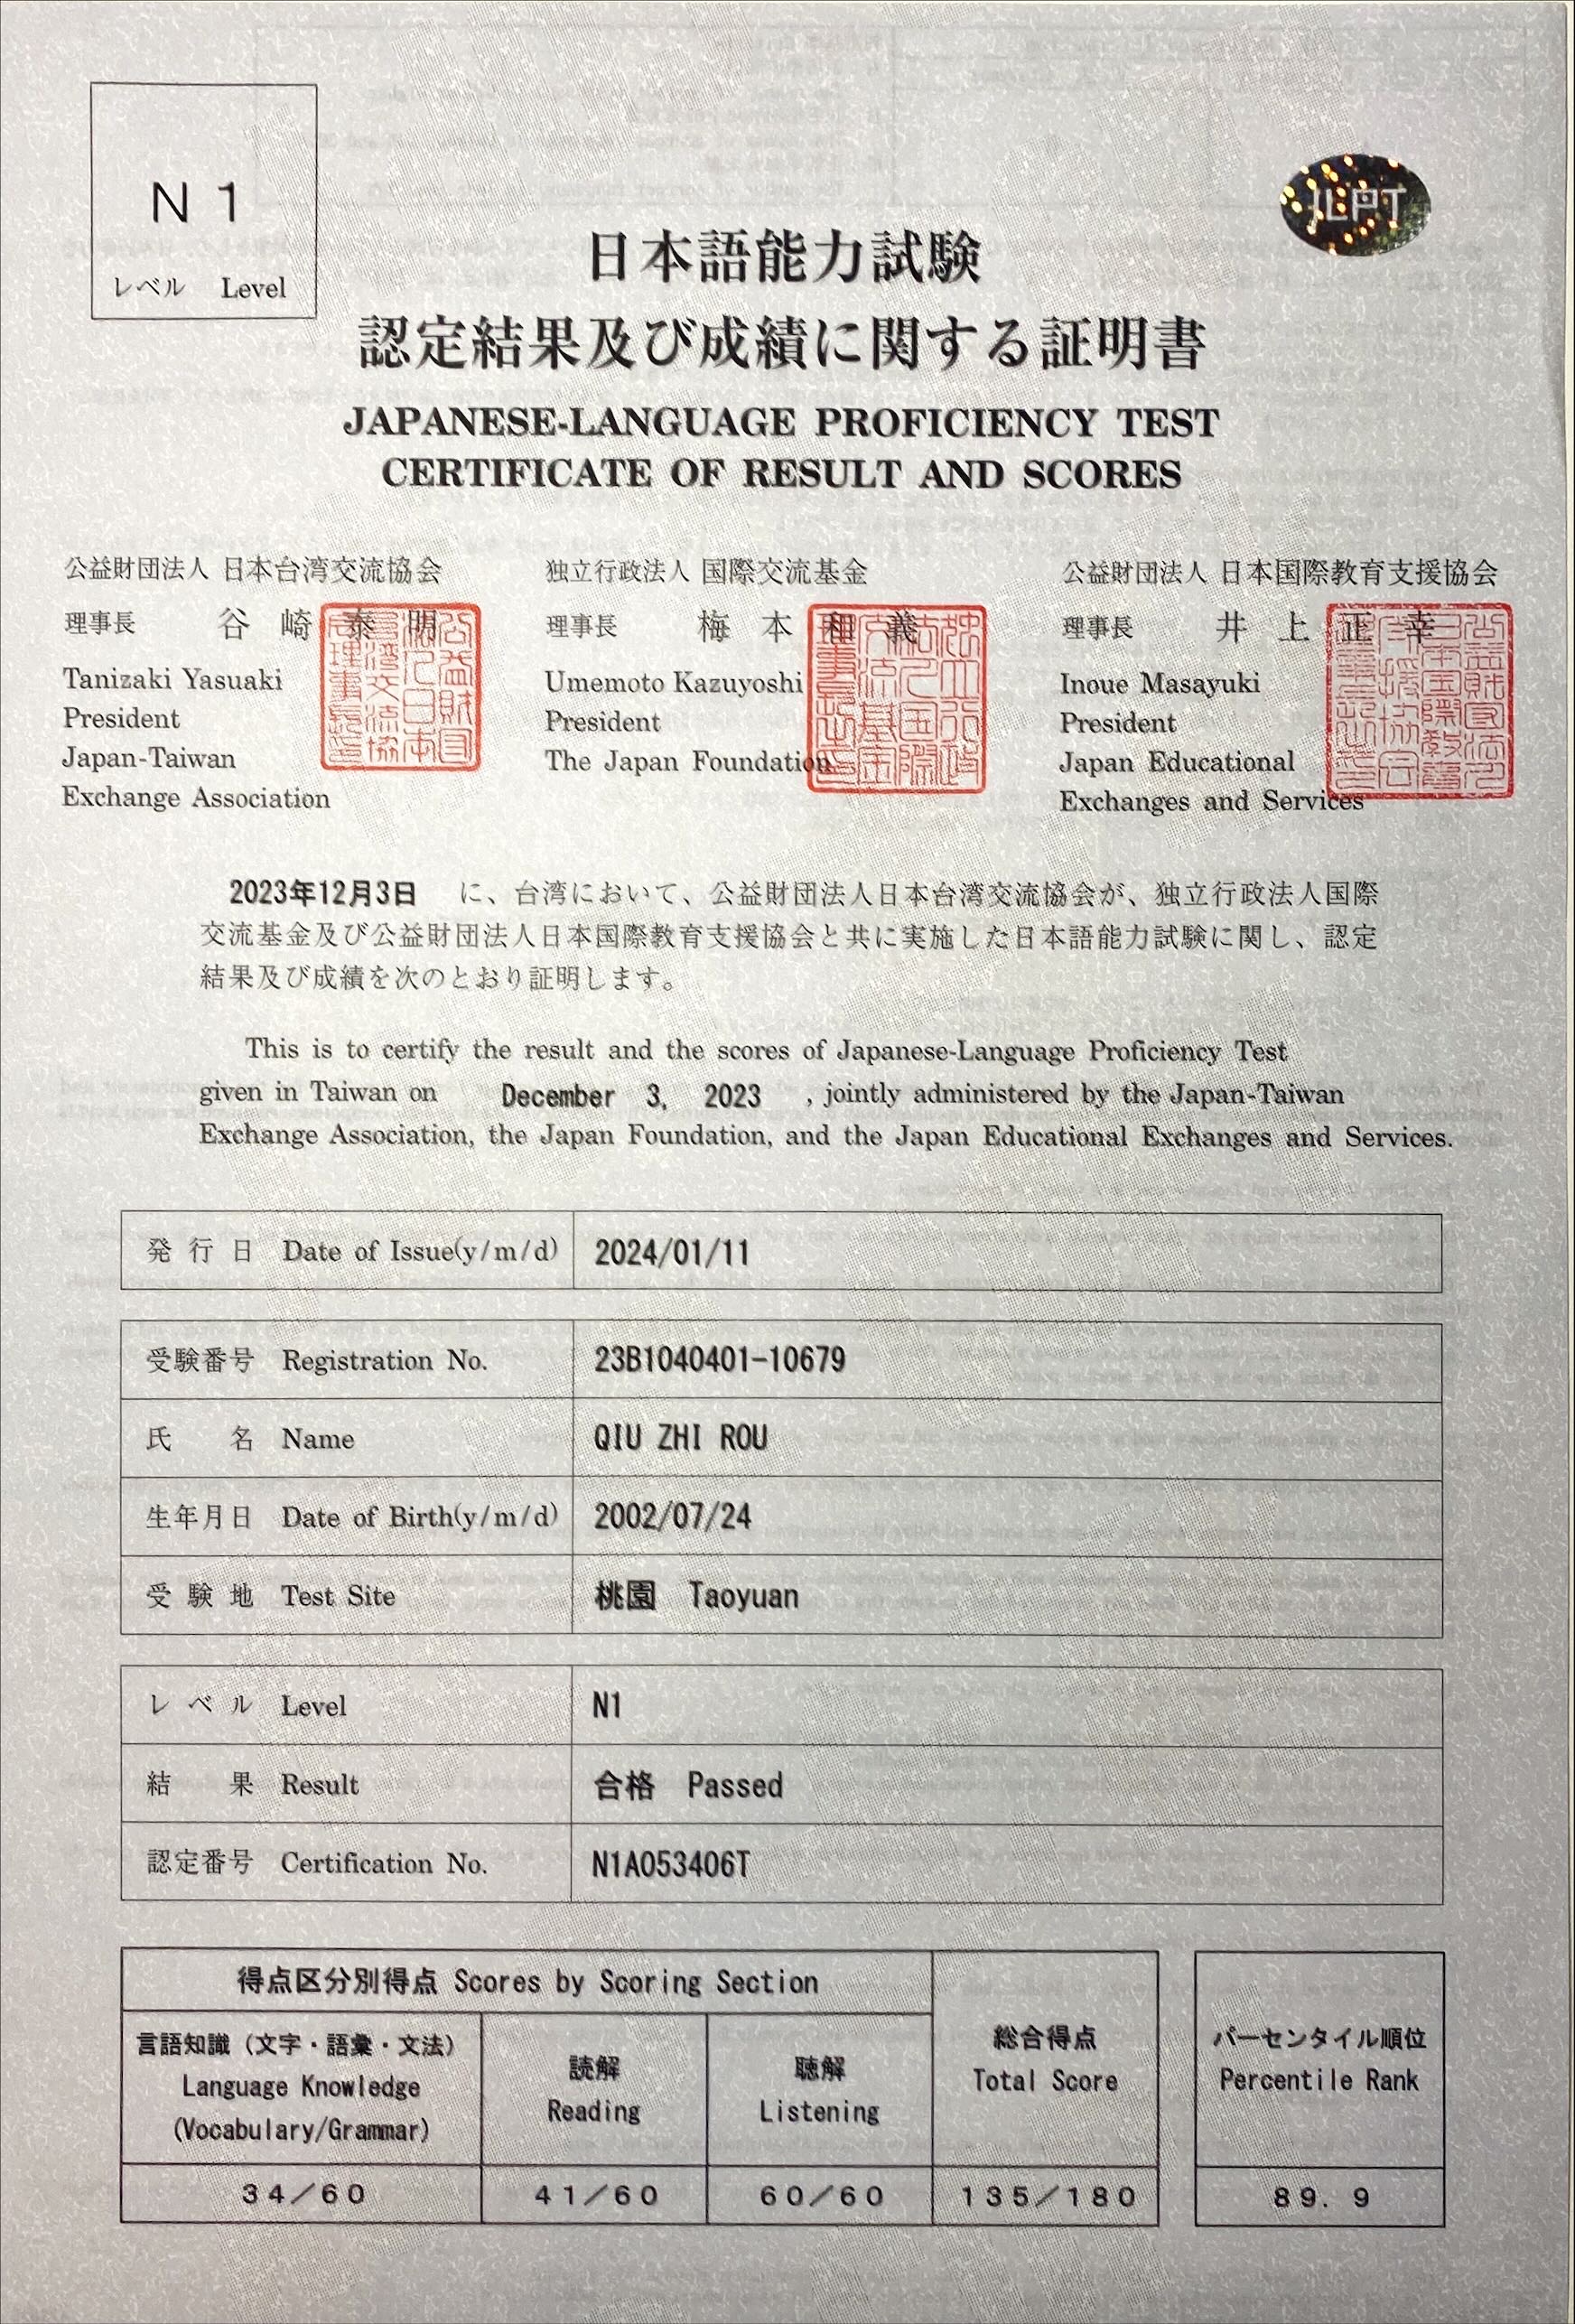 N1
レベル Level
JLPT
日本語能力試験
認定結果及び成績に関する証明書
JAPANESE-LANGUAGE PROFICIENCY TEST
CERTIFICATE OF RESULT AND SCORES
公益財団法人 日本台湾交流協会
理事長 谷崎泰明
Tanizaki Yasuaki
President
Japan-Taiwan
Exchange Association
独立行政法人 国際交流基金
理事長 梅本和義
Umemoto Kazuyoshi
President
The Japan Foundation
公益財団法人 日本国際教育支援協会
理事長 井上正幸
Inoue Masayuki
President
Japan Educational
Exchanges and Services
2023年12月3日 に、台湾において、公益財団法人日本台湾交流協会が、独立行政法人国際
交流基金及び公益財団法人日本国際教育支援協会と共に実施した日本語能力試験に関し、認定
結果及び成績を次のとおり証明します。
This is to certify the result and the scores of Japanese-Language Proficiency Test
given in Taiwan on December 3, 2023 , jointly administered by the Japan-Taiwan
Exchange Association, the Japan Foundation, and the Japan Educational Exchanges and Services.
発行日 Date of Issue(y/m/d) 2024/01/11
受験番号 Registration No. 23B1040401-10679
氏名 Name QIU ZHI ROU
生年月日 Date of Birth(y/m/d) 2002/07/24
受験地 Test Site 桃園 Taoyuan
レベル Level N1
結果 Result 合格 Passed
認定番号 Certification No. N1A053406T
得点区分別得点 Scores by Scoring Section
言語知識（文字・語彙・文法）
Language Knowledge
(Vocabulary/Grammar)
読解
Reading
聴解
Listening
総合得点
Total Score
パーセンタイル順位
Percentile Rank
34/60 41/60 60/60 135/180 89.9